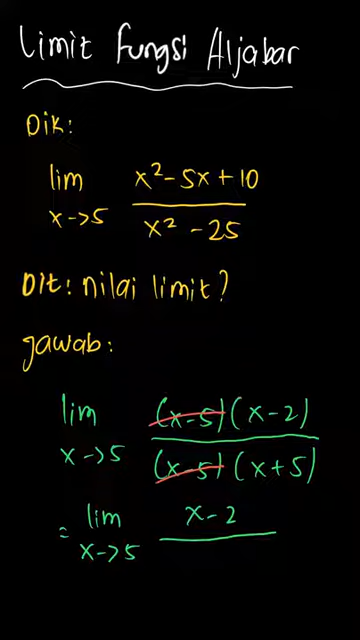 Limit Fungsi Aljabar
Dik:
lim x² - 5x + 10
x→5 x² - 25
Dit: Nilai limit?
Jawab:
lim (x-5) (x-2)
x→5 (x-5) (x+5)
= lim x-2
x→5